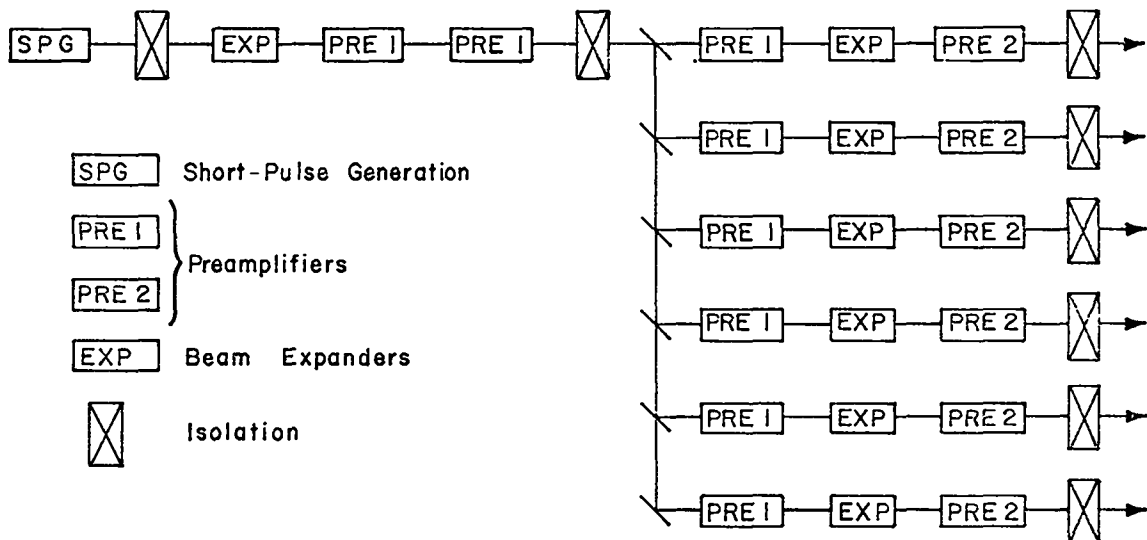 SPG EXP PRE 1 PRE 1 PRE 1 EXP PRE 2
PRE 1 EXP PRE 2
SPG Short-Pulse Generation
PRE 1
PRE 1 EXP PRE 2
Preamplifiers
PRE 2
PRE 1 EXP PRE 2
EXP Beam Expanders
PRE 1 EXP PRE 2
Isolation
PRE 1 EXP PRE 2